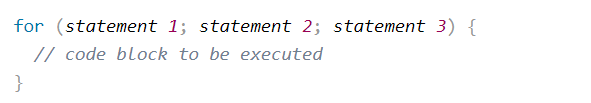 for (statement 1; statement 2; statement 3) {
  // code block to be executed
}